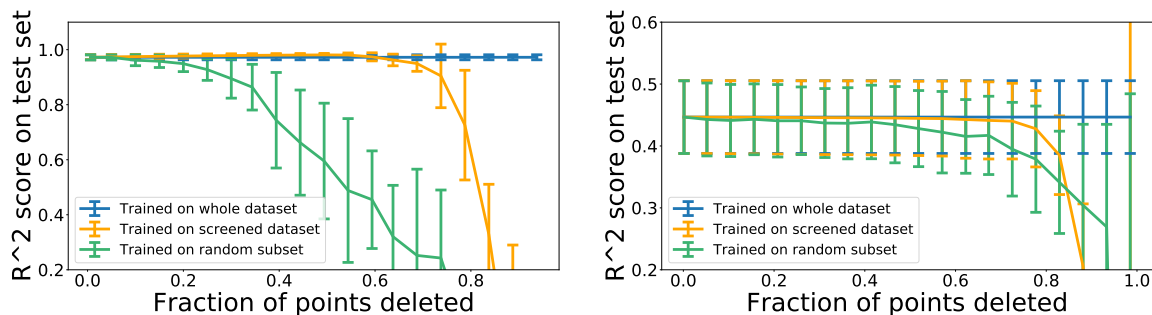 R^2 score on test set
1.0
0.8
0.6
0.4
0.2
Trained on whole dataset
Trained on screened dataset
Trained on random subset
0.0 0.2 0.4 0.6 0.8
Fraction of points deleted
R^2 score on test set
0.6
0.5
0.4
0.3
0.2
Trained on whole dataset
Trained on screened dataset
Trained on random subset
0.0 0.2 0.4 0.6 0.8 1.0
Fraction of points deleted